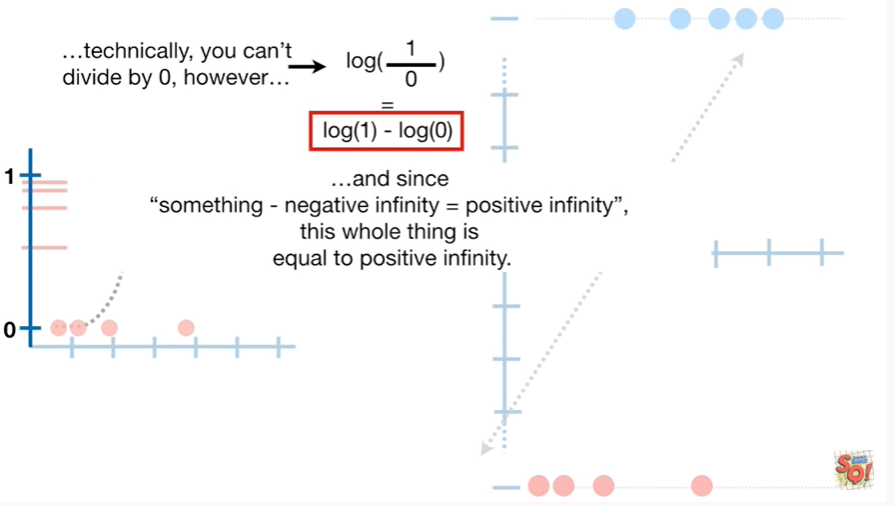 …technically, you can't
divide by 0, however…
log(1/0)
=
log(1) - log(0)
…and since
“something - negative infinity = positive infinity”,
this whole thing is
equal to positive infinity.
1
0
SQ!